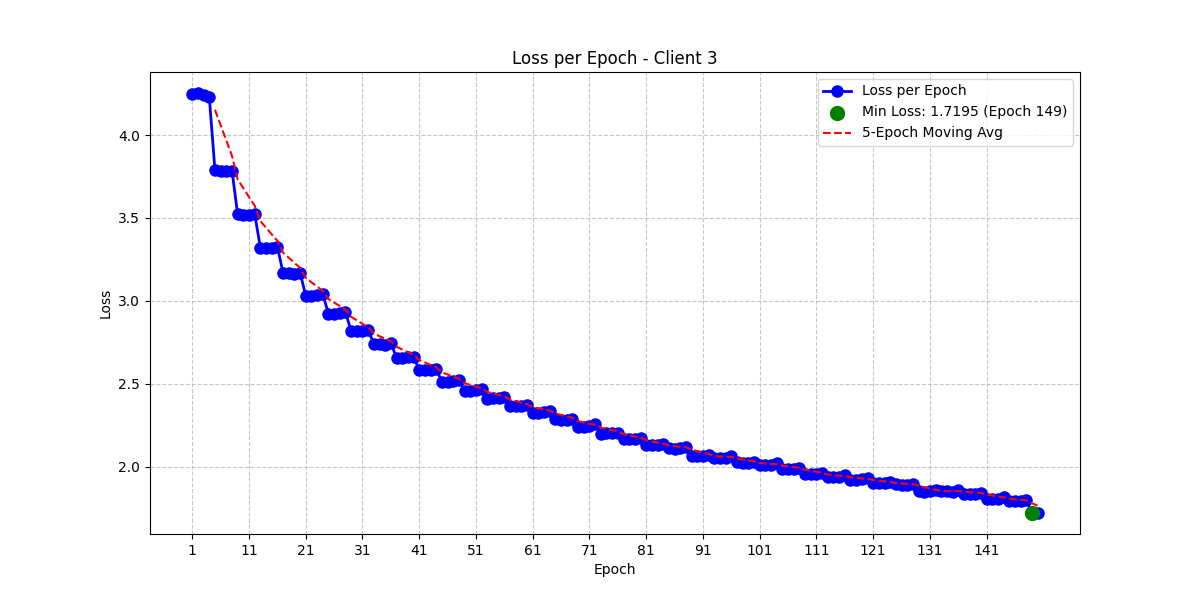 Loss per Epoch - Client 3
Loss per Epoch
Min Loss: 1.7195 (Epoch 149)
5-Epoch Moving Avg
Loss
4.0
3.5
3.0
2.5
2.0
1 11 21 31 41 51 61 71 81 91 101 111 121 131 141
Epoch